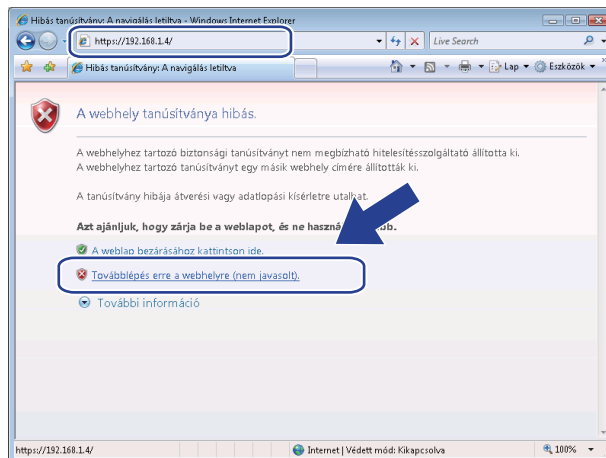 Hibás tanúsítvány: A navigálás letiltva - Windows Internet Explorer
https://192.168.1.4/
Live Search
Hibás tanúsítvány: A navigálás letiltva
Lap
Eszközök
A webhely tanúsítványa hibás.
A webhelyhez tartozó biztonsági tanúsítványt nem megbízható hitelesítésszolgáltató állította ki.
A webhelyhez tartozó tanúsítványt egy másik webhely címére állították ki.
A tanúsítvány hibája átverési vagy adatlopási kísérletre utalhat.
Azt ajánljuk, hogy zárja be a weblapot, és ne
A weblap bezárásához kattintson ide.
Továbblépés erre a webhelyre (nem javasolt).
További információ
https://192.168.1.4/
Internet | Védett mód: Kikapcsolva
100%